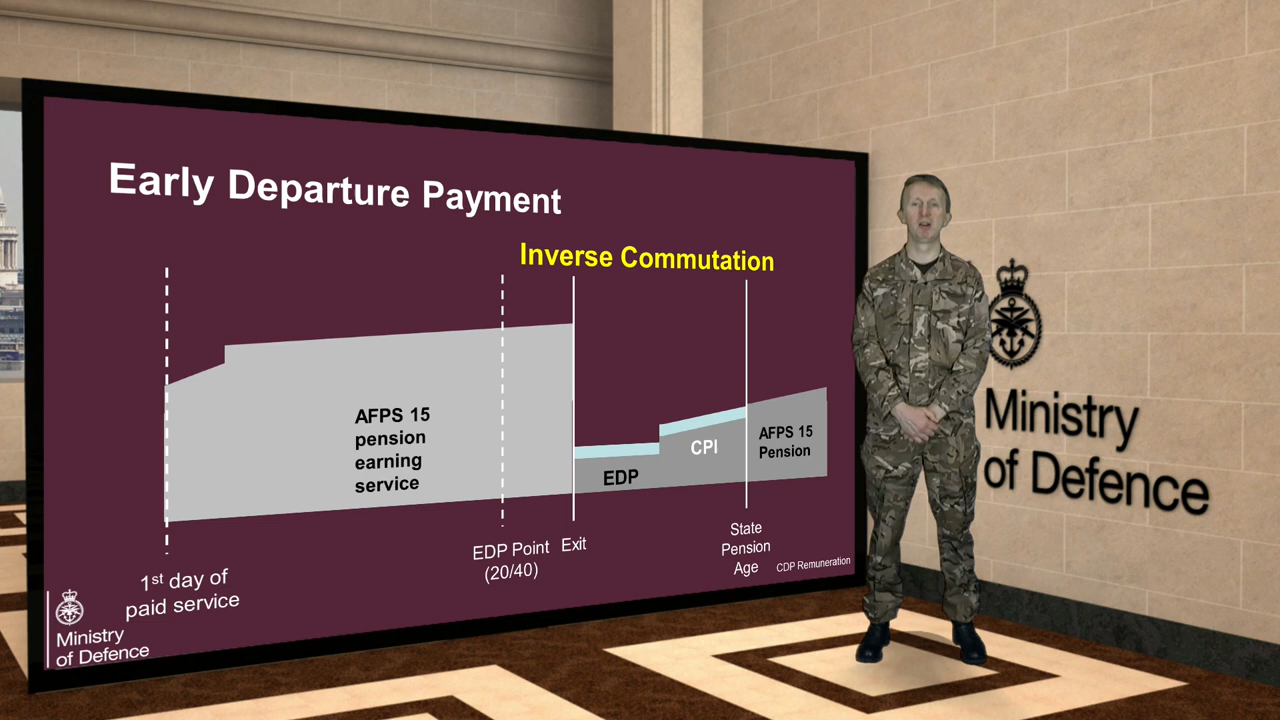 Early Departure Payment
Inverse Commutation
AFPS 15
pension
earning
service
EDP
CPI
AFPS 15
Pension
1st day of
paid service
EDP Point
(20/40)
Exit
State
Pension
Age
CDP Remuneration
Ministry
of Defence
Ministry
of Defence